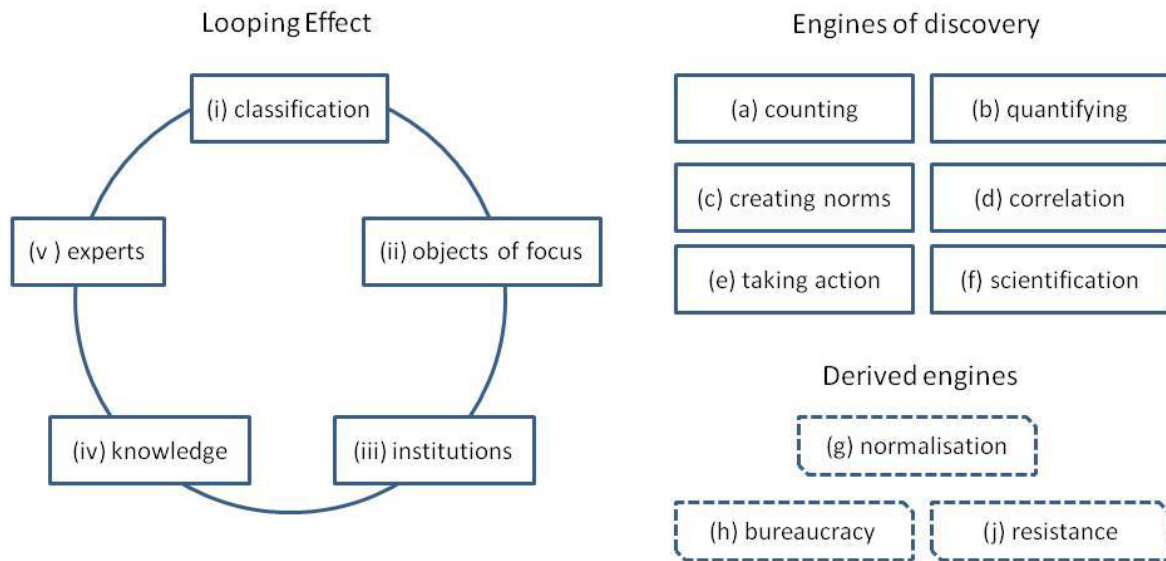 Looping Effect
(i) classification
(ii) objects of focus
(iii) institutions
(iv) knowledge
(v ) experts
Engines of discovery
(a) counting
(b) quantifying
(c) creating norms
(d) correlation
(e) taking action
(f) scientification
Derived engines
(g) normalisation
(h) bureaucracy
(j) resistance